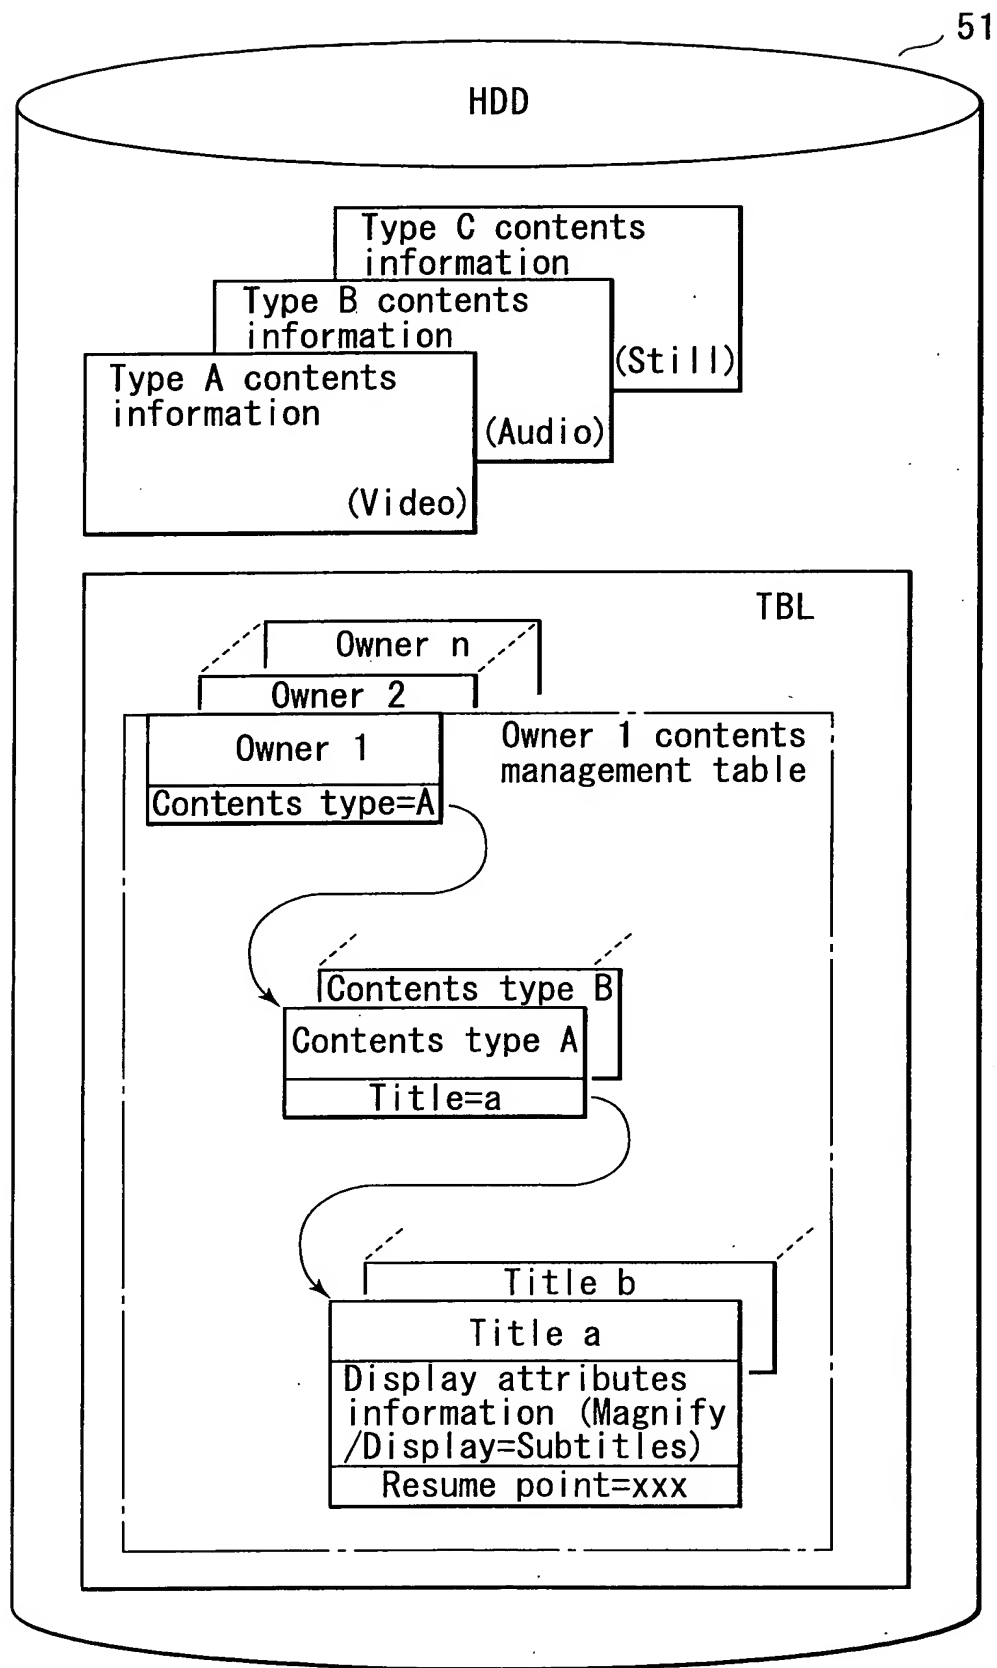 51
HDD
Type C contents
information
(Still)
Type B contents
information
(Audio)
Type A contents
information
(Video)
TBL
Owner n
Owner 2
Owner 1
Contents type=A
Owner 1 contents
management table
Contents type B
Contents type A
Title=a
Title b
Title a
Display attributes
information (Magnify
/Display=Subtitles)
Resume point=xxx